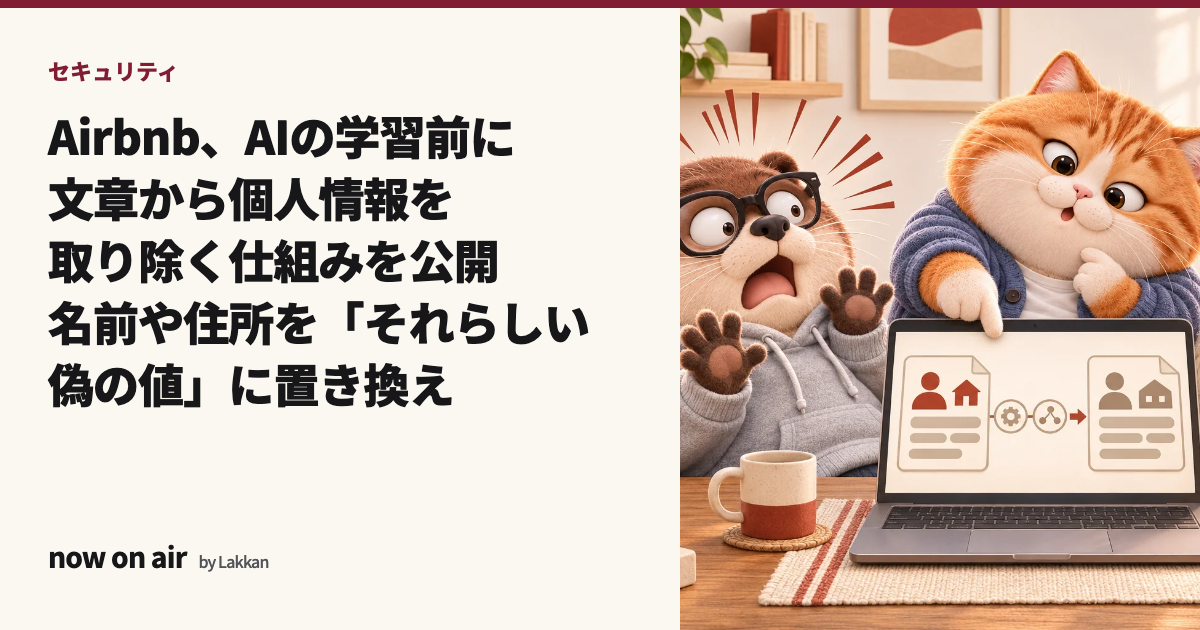 セキュリティ
Airbnb、AIの学習前に
文章から個人情報を
取り除く仕組みを公開
名前や住所を「それらしい
偽の値」に置き換え
now on air by Lakkan